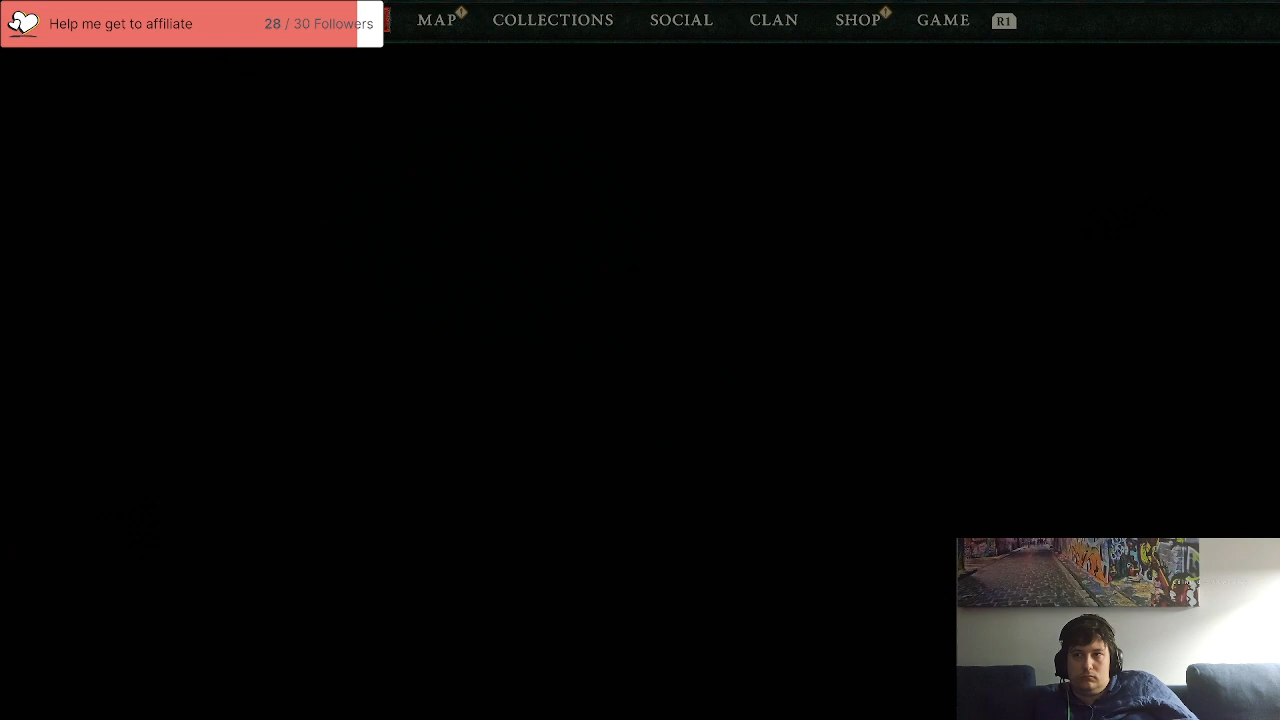 Help me get to affiliate 28 / 30 Followers
MAP COLLECTIONS SOCIAL CLAN SHOP GAME R1